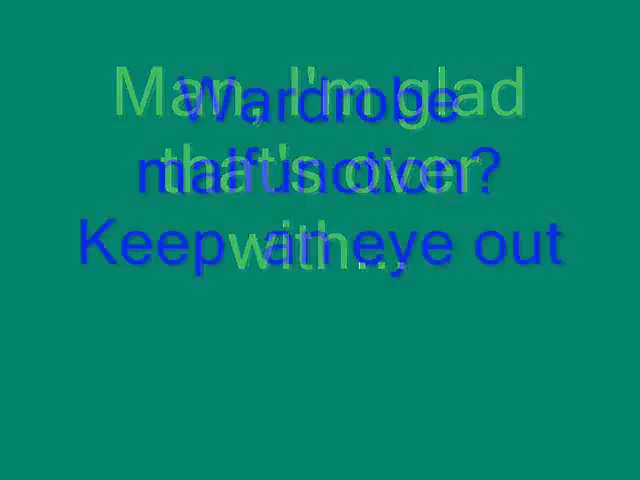 Man, I'm glad
that's over
with...
Wardrobe
malfunction?
Keep an eye out